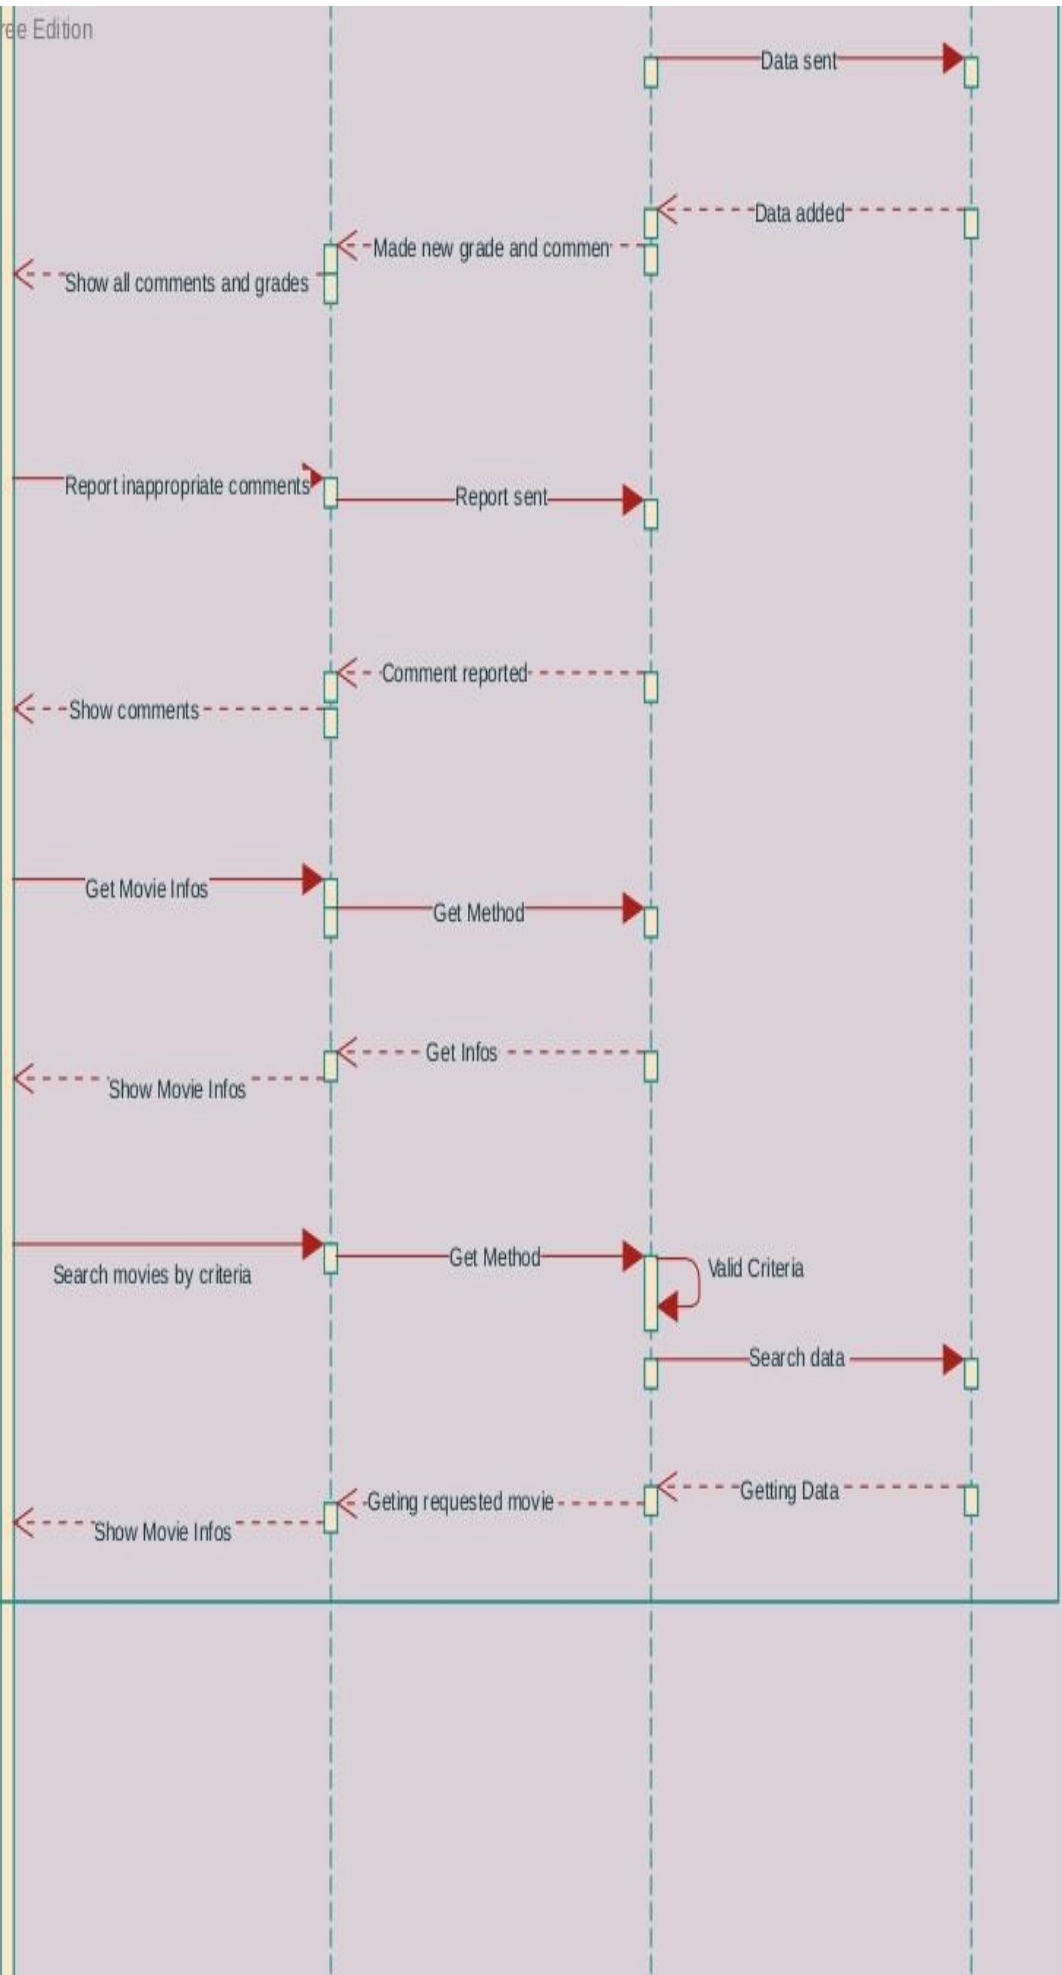 ree Edition
Data sent
Data added
Made new grade and commen
Show all comments and grades
Report inappropriate comments
Report sent
Comment reported
Show comments
Get Movie Infos
Get Method
Get Infos
Show Movie Infos
Get Method
Valid Criteria
Search movies by criteria
Search data
Getting Data
Geting requested movie
Show Movie Infos